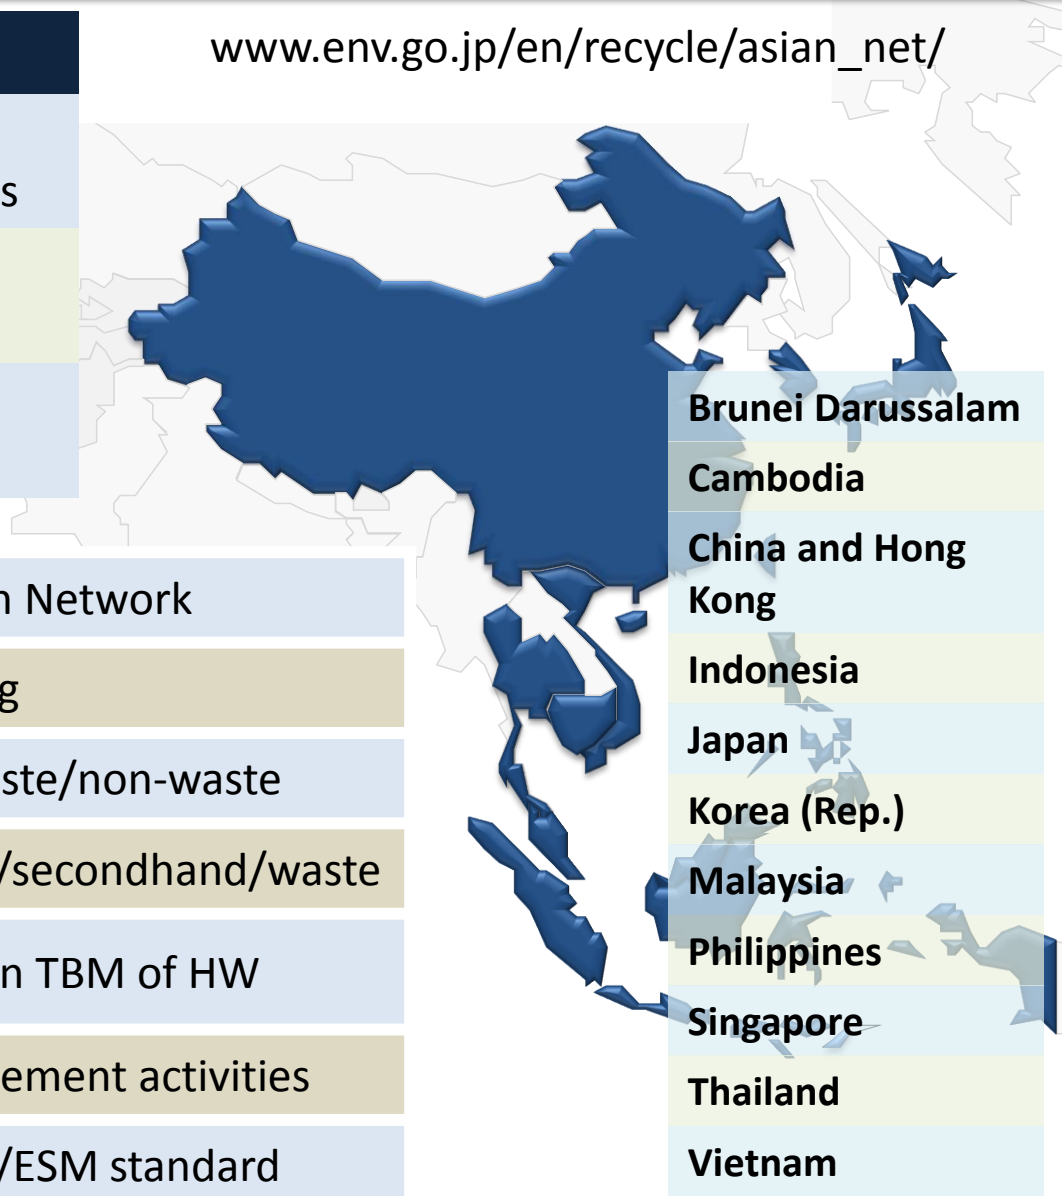 www.env.go.jp/en/recycle/asian_net/
s
n Network
g
ste/non-waste
/secondhand/waste
n TBM of HW
ement activities
/ESM standard
Brunei Darussalam
Cambodia
China and Hong
Kong
Indonesia
Japan
Korea (Rep.)
Malaysia
Philippines
Singapore
Thailand
Vietnam